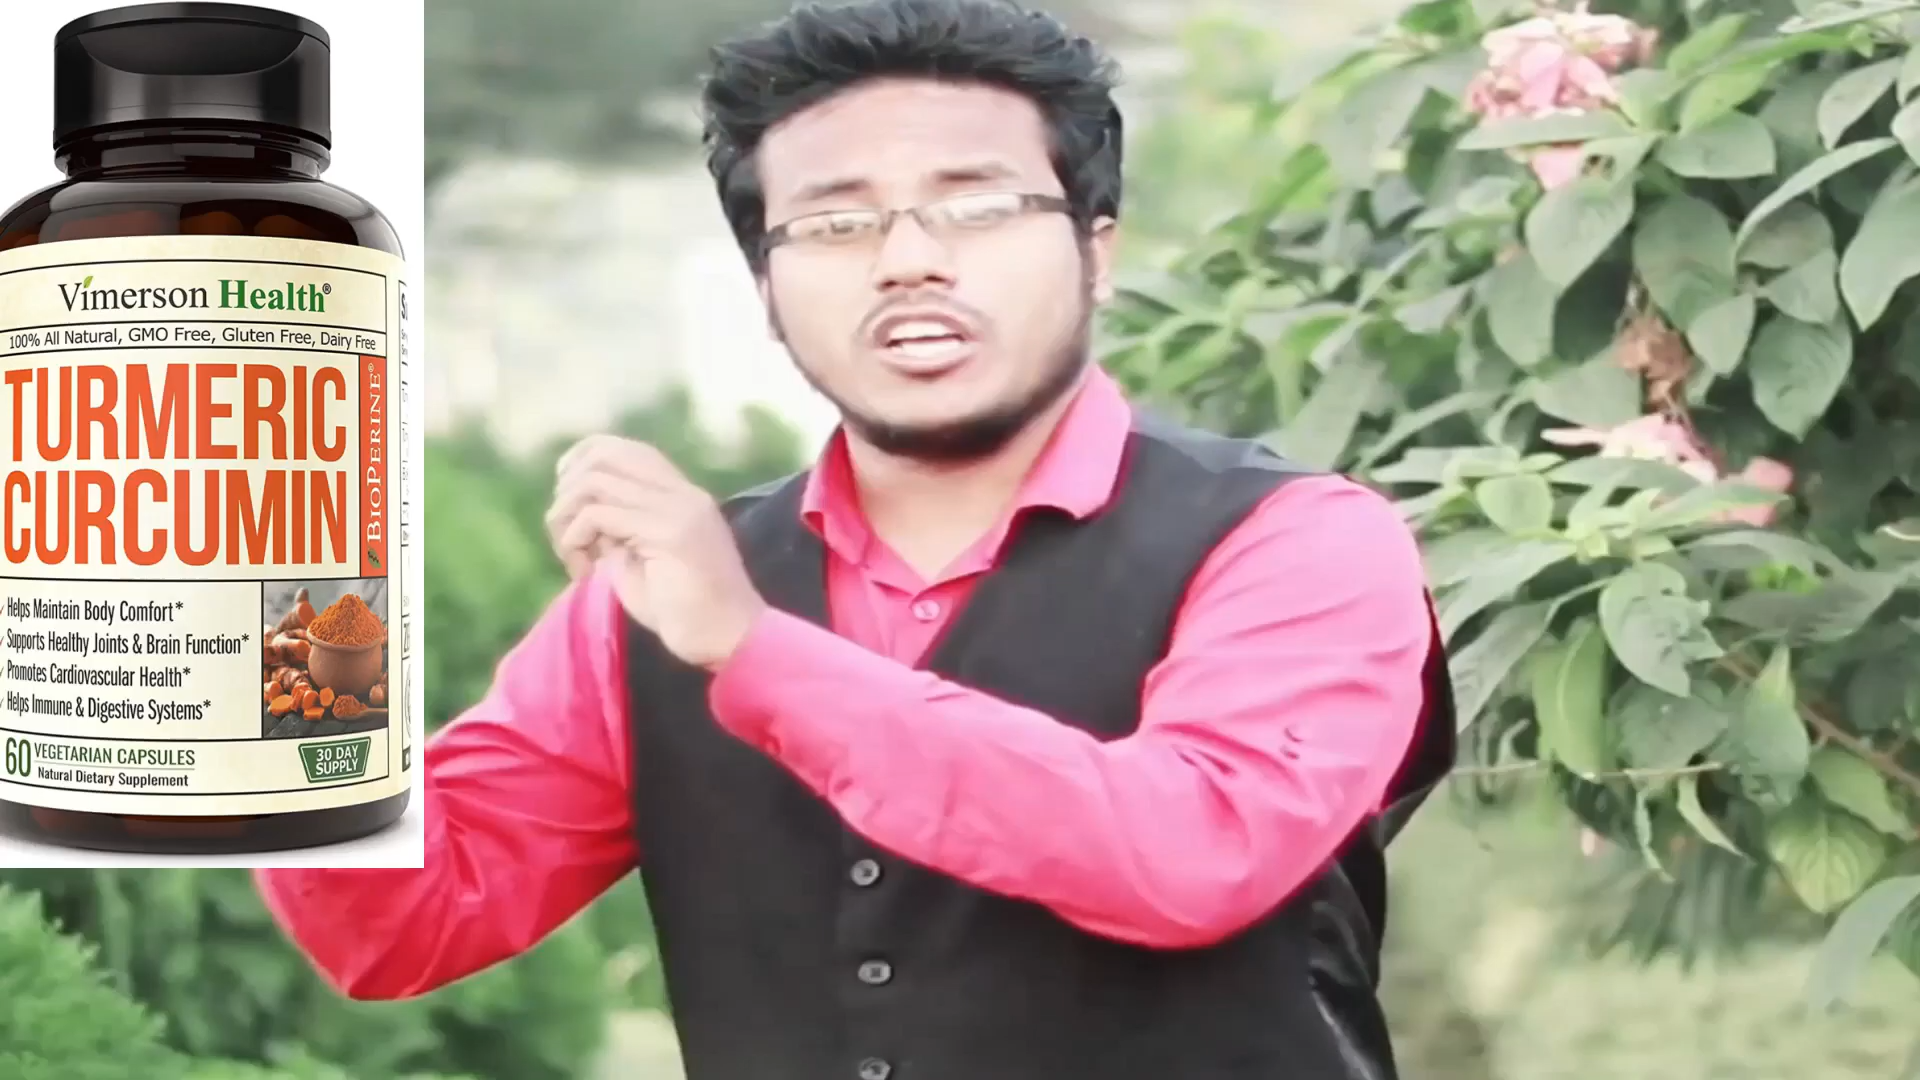 Vimerson Health®
100% All Natural, GMO Free, Gluten Free, Dairy Free
TURMERIC
CURCUMIN
BIOPERINE®
Helps Maintain Body Comfort*
Supports Healthy Joints & Brain Function*
Promotes Cardiovascular Health*
Helps Immune & Digestive Systems*
60 VEGETARIAN CAPSULES
Natural Dietary Supplement
30 DAY
SUPPLY